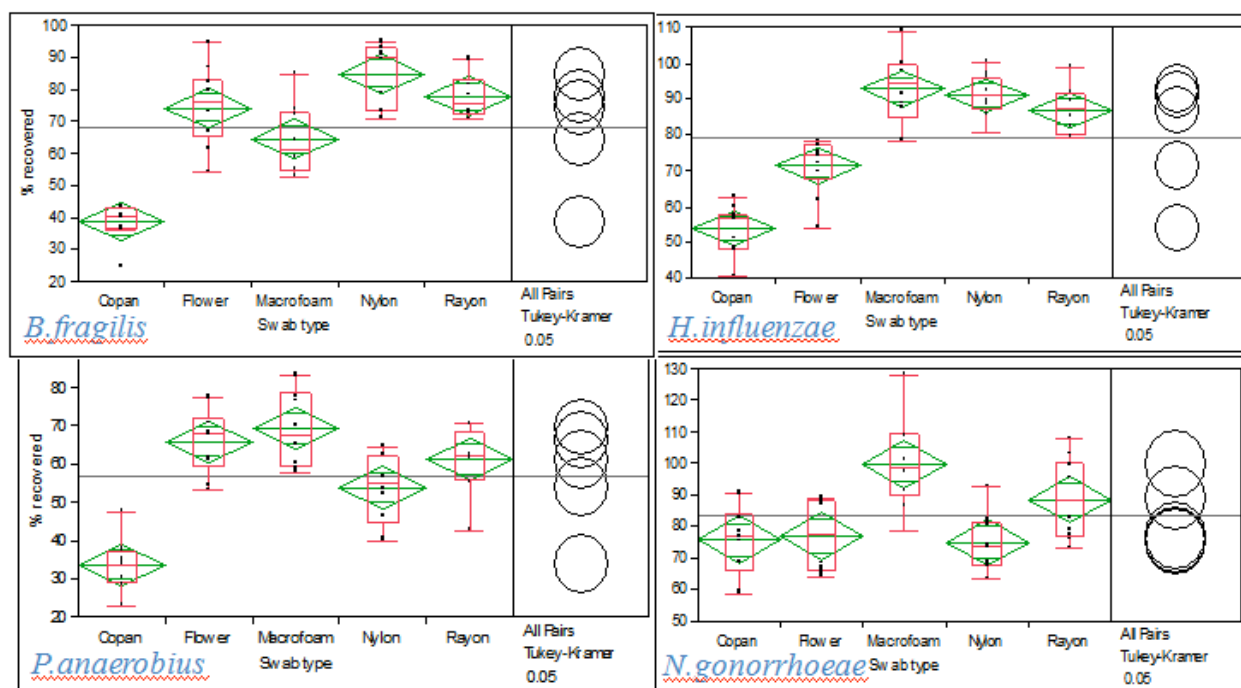 100
90
80
70
60
50
40
30
20
% recovered
Copan Flower Macrofoam Nylon Rayon
Swab type
All Pairs
Tukey-Kramer
0.05
B.fragilis
110
100
90
80
70
60
50
40
Copan Flower Macrofoam Nylon Rayon
Swab type
All Pairs
Tukey-Kramer
0.05
H.influenzae
80
70
60
50
40
30
20
% recovered
Copan Flower Macrofoam Nylon Rayon
Swab type
All Pairs
Tukey-Kramer
0.05
P.anaerobius
130
120
110
100
90
80
70
60
50
Copan Flower Macrofoam Nylon Rayon
Swab type
All Pairs
Tukey-Kramer
0.05
N.gonorrhoeae